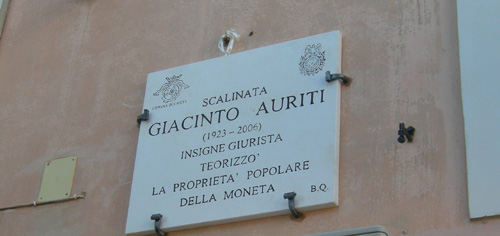 SCALINATA
GIACINTO AURITI
(1923 - 2006)
INSIGNE GIURISTA
TEORIZZO'
LA PROPRIETA' POPOLARE
DELLA MONETA
B.Q.